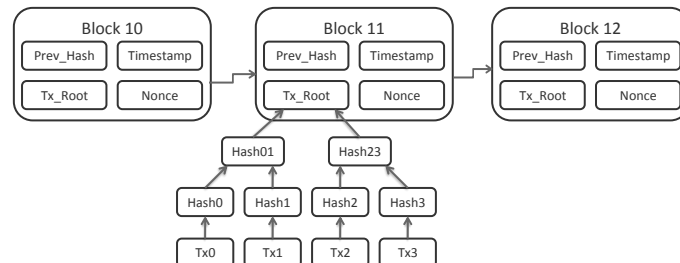 Block 10 Block 11 Block 12
Prev_Hash Timestamp Prev_Hash Timestamp Prev_Hash Timestamp
Tx_Root Nonce Tx_Root Nonce Tx_Root Nonce
Hash01 Hash23
Hash0 Hash1 Hash2 Hash3
Tx0 Tx1 Tx2 Tx3